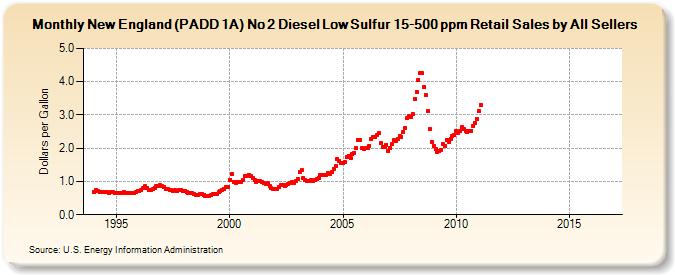 Monthly New England (PADD 1A) No 2 Diesel Low Sulfur 15-500 ppm Retail Sales by All Sellers
Dollars per Gallon
5.0
4.0
3.0
2.0
1.0
0.0
1995 2000 2005 2010 2015
Source: U.S. Energy Information Administration